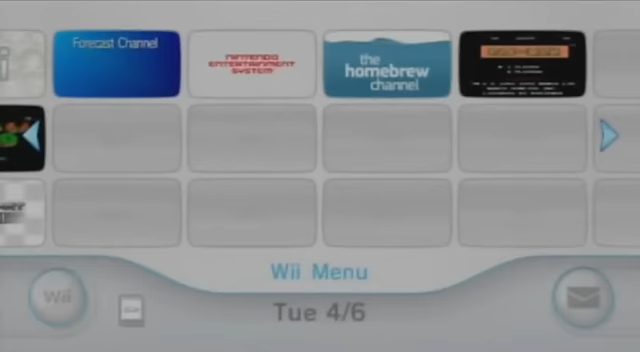 Forecast Channel
NINTENDO
ENTERTAINMENT
SYSTEM
the
homebrew
channel
Wii Menu
Wii
Tue 4/6